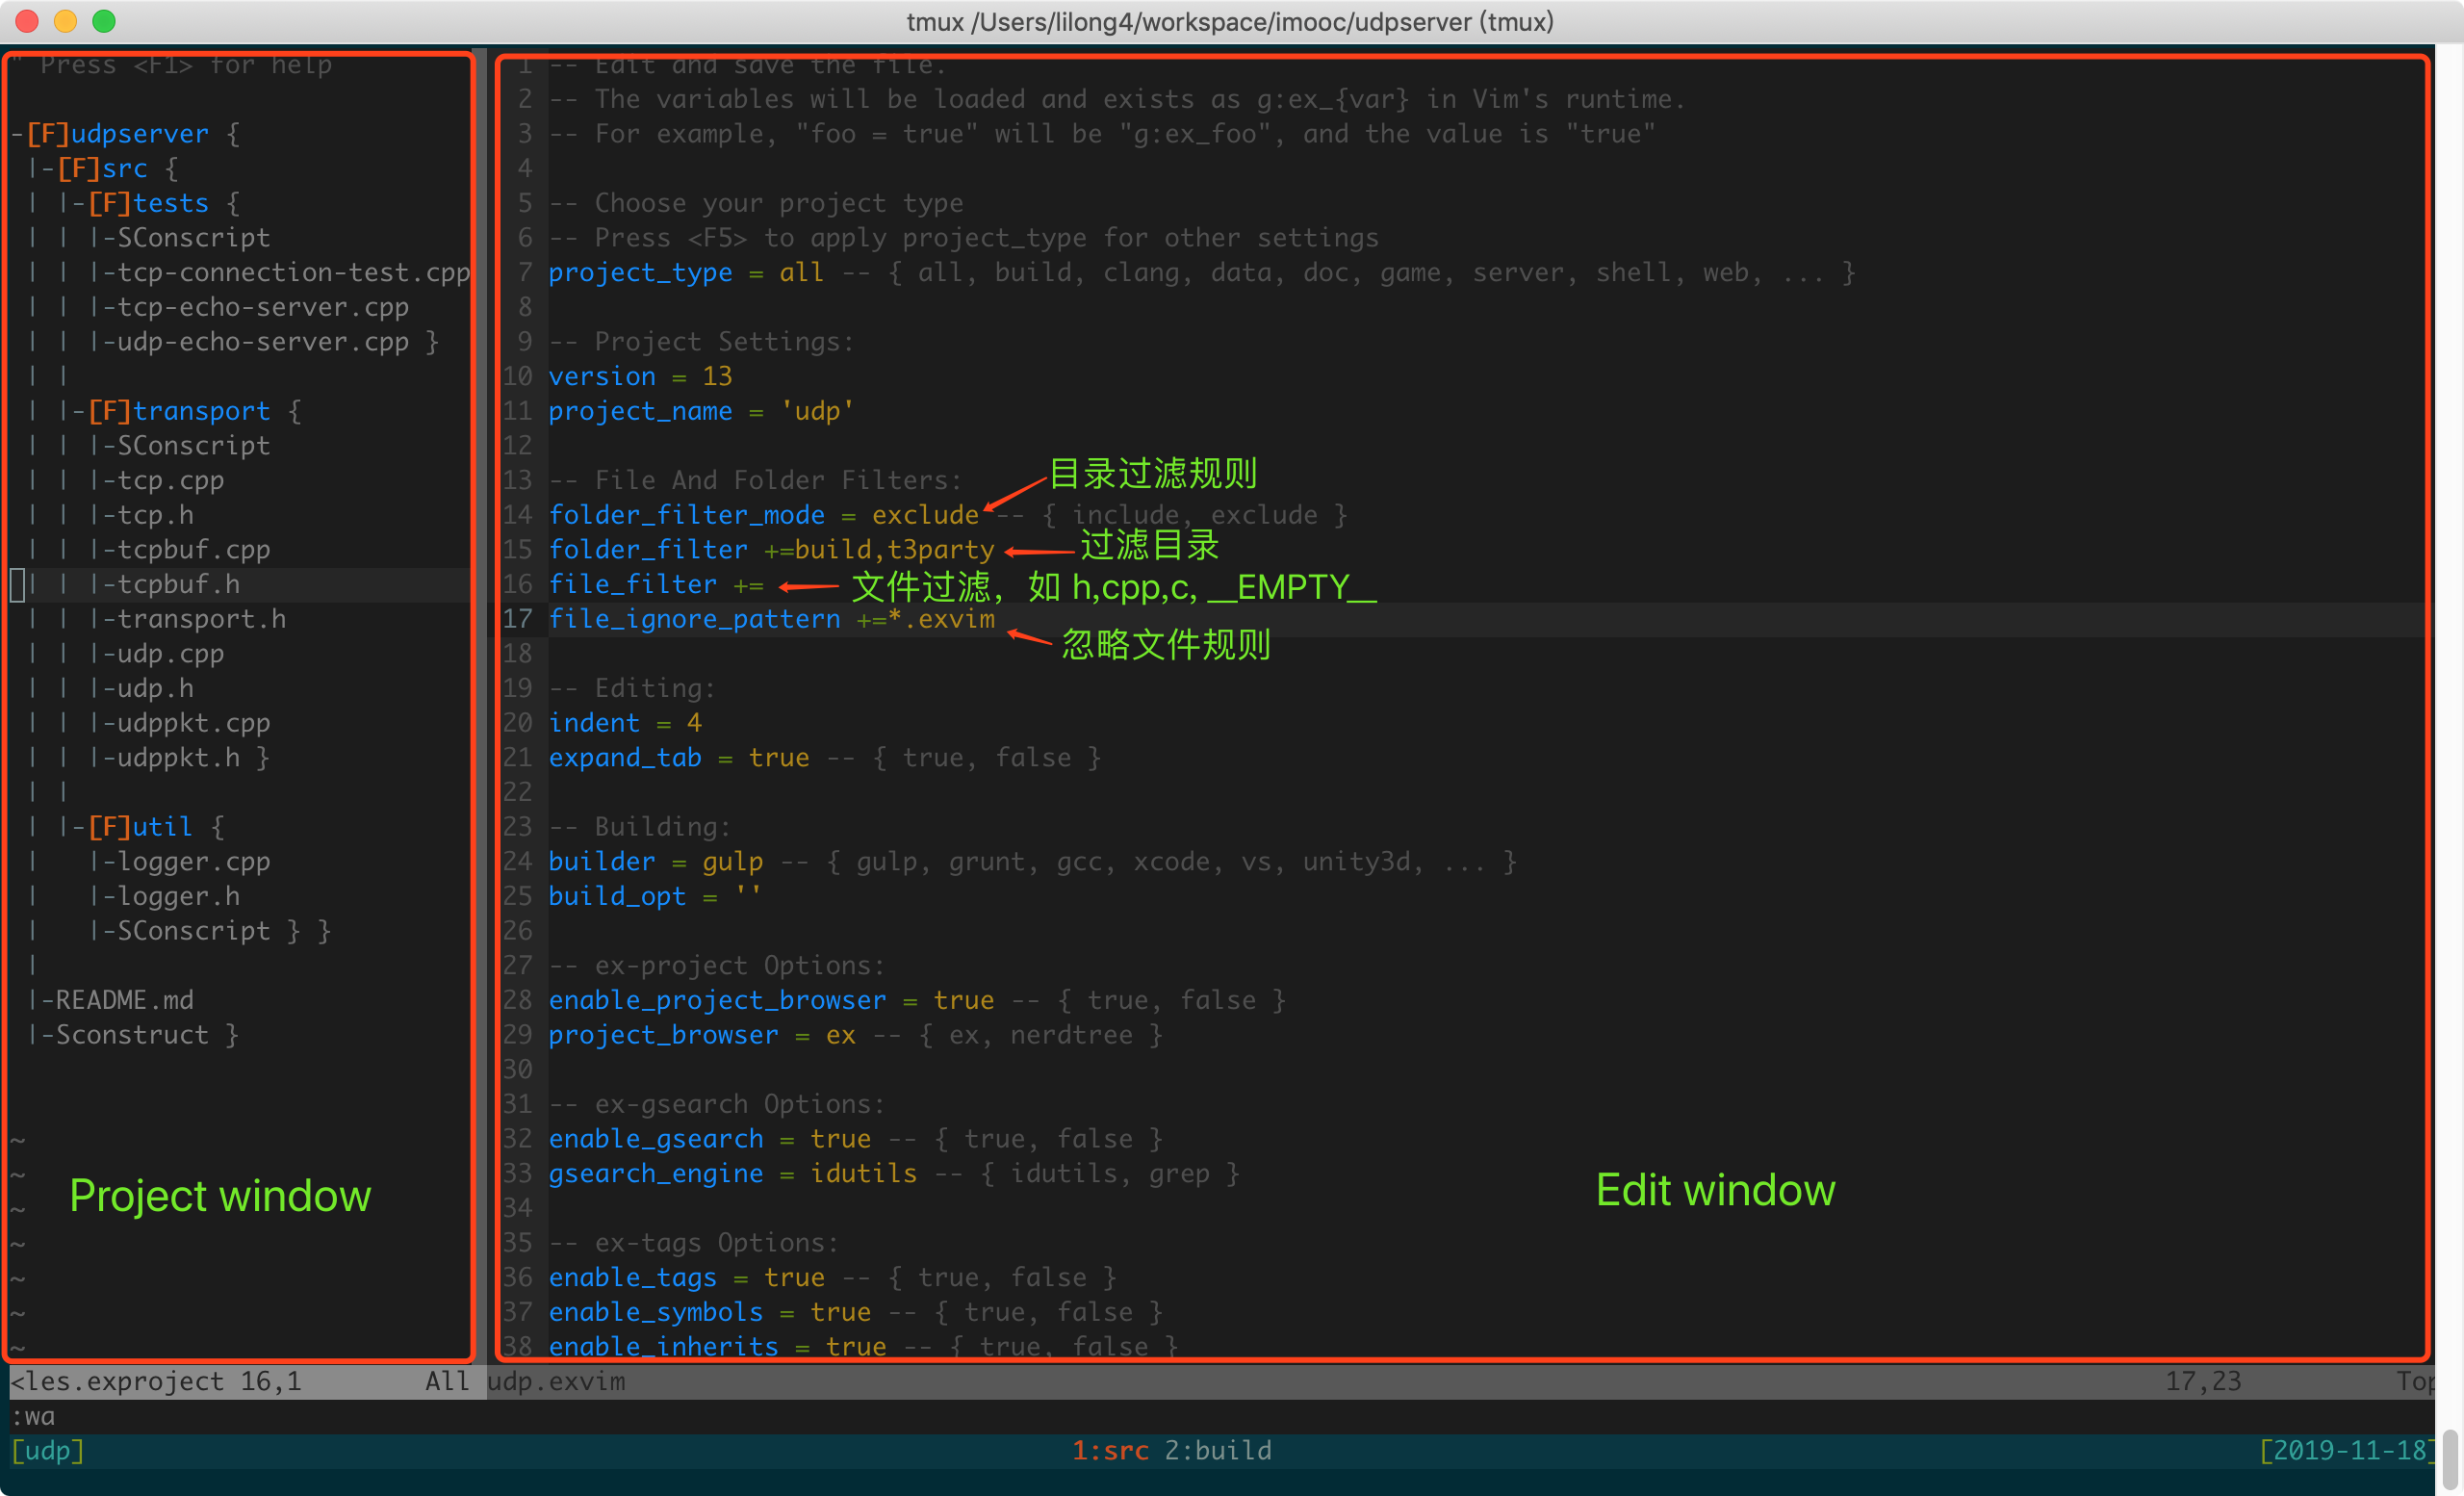 tmux /Users/lilong4/workspace/imooc/udpserver (tmux)
" Press <F1> for help
-[F]udpserver {
|-[F]src {
| |-[F]tests {
| | |-SConscript
| | |-tcp-connection-test.cpp
| | |-tcp-echo-server.cpp
| | |-udp-echo-server.cpp }
| |
| |-[F]transport {
| | |-SConscript
| | |-tcp.cpp
| | |-tcp.h
| | |-tcpbuf.cpp
| | |-tcpbuf.h
| | |-transport.h
| | |-udp.cpp
| | |-udp.h
| | |-udppkt.cpp
| | |-udppkt.h }
| |
| |-[F]util {
|   |-logger.cpp
|   |-logger.h
|   |-SConscript } }
|
|-README.md
|-Sconstruct }
~
~
~
~
~
~
~
Project window
1 -- Edit and save the file.
2 -- The variables will be loaded and exists as g:ex_{var} in Vim's runtime.
3 -- For example, "foo = true" will be "g:ex_foo", and the value is "true"
4
5 -- Choose your project type
6 -- Press <F5> to apply project_type for other settings
7 project_type = all -- { all, build, clang, data, doc, game, server, shell, web, ... }
8
9 -- Project Settings:
10 version = 13
11 project_name = 'udp'
12
13 -- File And Folder Filters:
目录过滤规则
14 folder_filter_mode = exclude -- { include, exclude }
15 folder_filter +=build,t3party
过滤目录
16 file_filter +=
文件过滤，如 h,cpp,c, __EMPTY__
17 file_ignore_pattern +=*.exvim
忽略文件规则
18
19 -- Editing:
20 indent = 4
21 expand_tab = true -- { true, false }
22
23 -- Building:
24 builder = gulp -- { gulp, grunt, gcc, xcode, vs, unity3d, ... }
25 build_opt = ''
26
27 -- ex-project Options:
28 enable_project_browser = true -- { true, false }
29 project_browser = ex -- { ex, nerdtree }
30
31 -- ex-gsearch Options:
32 enable_gsearch = true -- { true, false }
33 gsearch_engine = idutils -- { idutils, grep }
34
35 -- ex-tags Options:
36 enable_tags = true -- { true, false }
37 enable_symbols = true -- { true, false }
38 enable_inherits = true -- { true, false }
Edit window
<les.exproject 16,1 All udp.exvim 17,23 Top
:wa
[udp] 1:src 2:build [2019-11-18]